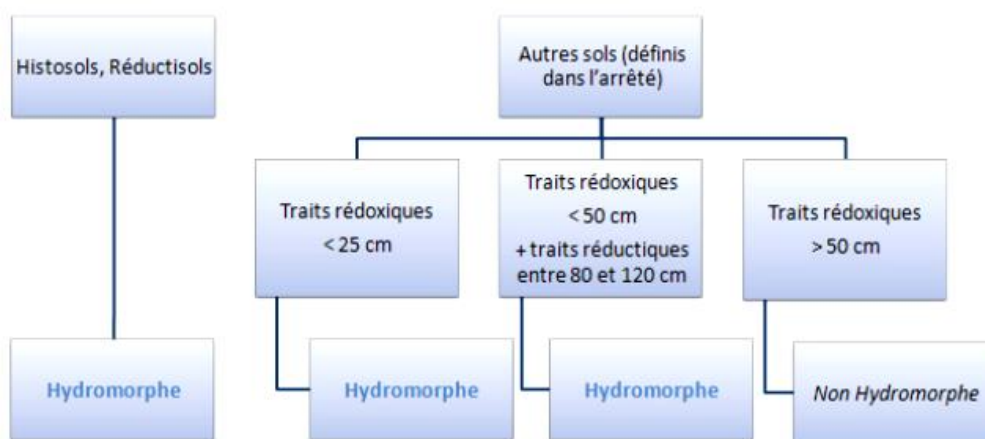 Histosols, Réductisols
Autres sols (définis
dans l'arrêté)
Traits rédoxiques
< 25 cm
Traits rédoxiques
< 50 cm
+ traits réductiques
entre 80 et 120 cm
Traits rédoxiques
> 50 cm
Hydromorphe
Hydromorphe
Hydromorphe
Non Hydromorphe